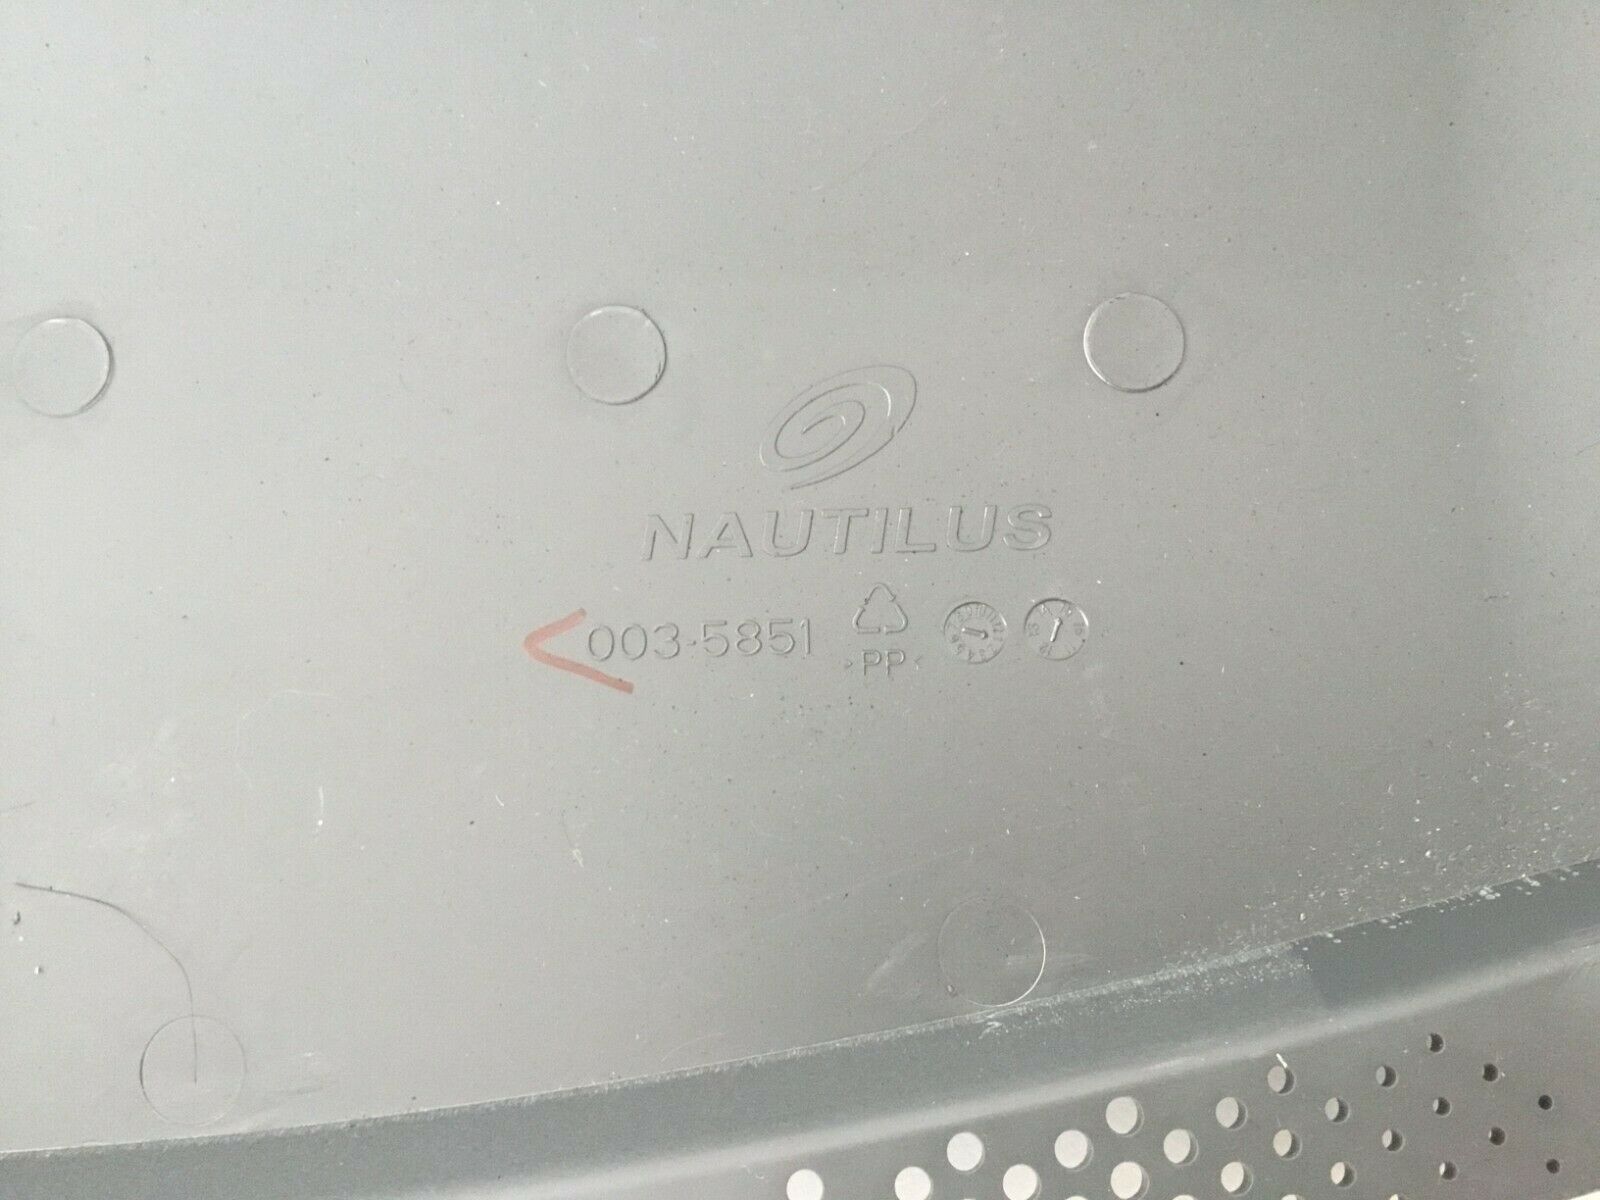 NAUTILUS
003-5851
>PP<